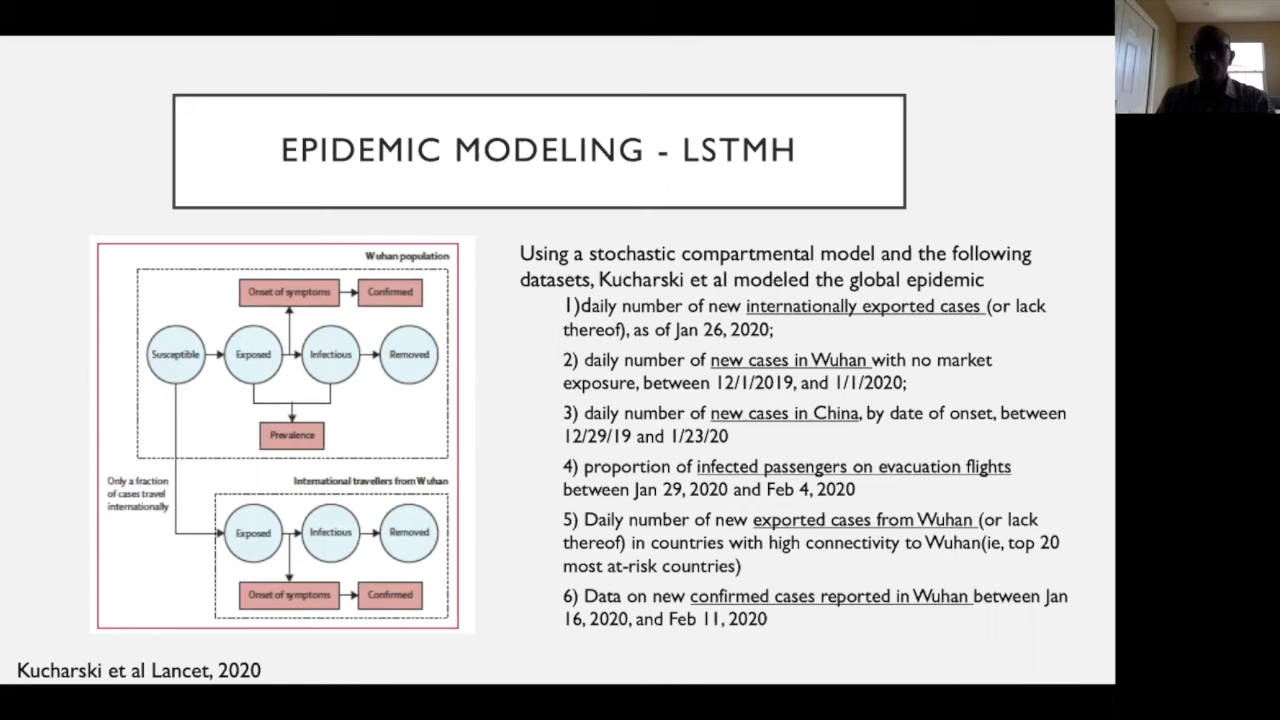 EPIDEMIC MODELING - LSTMH
Wuhan population
Onset of symptoms
Confirmed
Susceptible
Exposed
Infectious
Removed
Prevalence
Only a fraction
of cases travel
internationally
International travellers from Wuhan
Exposed
Infectious
Removed
Onset of symptoms
Confirmed
Using a stochastic compartmental model and the following
datasets, Kucharski et al modeled the global epidemic
1)daily number of new internationally exported cases (or lack
thereof), as of Jan 26, 2020;
2) daily number of new cases in Wuhan with no market
exposure, between 12/1/2019, and 1/1/2020;
3) daily number of new cases in China, by date of onset, between
12/29/19 and 1/23/20
4) proportion of infected passengers on evacuation flights
between Jan 29, 2020 and Feb 4, 2020
5) Daily number of new exported cases from Wuhan (or lack
thereof) in countries with high connectivity to Wuhan(ie, top 20
most at-risk countries)
6) Data on new confirmed cases reported in Wuhan between Jan
16, 2020, and Feb 11, 2020
Kucharski et al Lancet, 2020